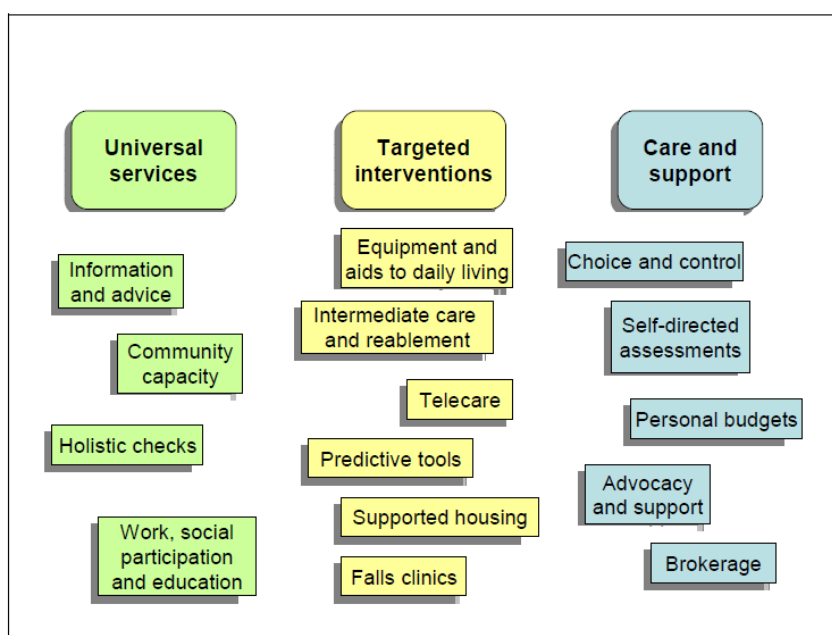 Universal
services
Information
and advice
Community
capacity
Holistic checks
Work, social
participation
and education
Targeted
interventions
Equipment and
aids to daily living
Intermediate care
and reablement
Telecare
Predictive tools
Supported housing
Falls clinics
Care and
support
Choice and control
Self-directed
assessments
Personal budgets
Advocacy
and support
Brokerage